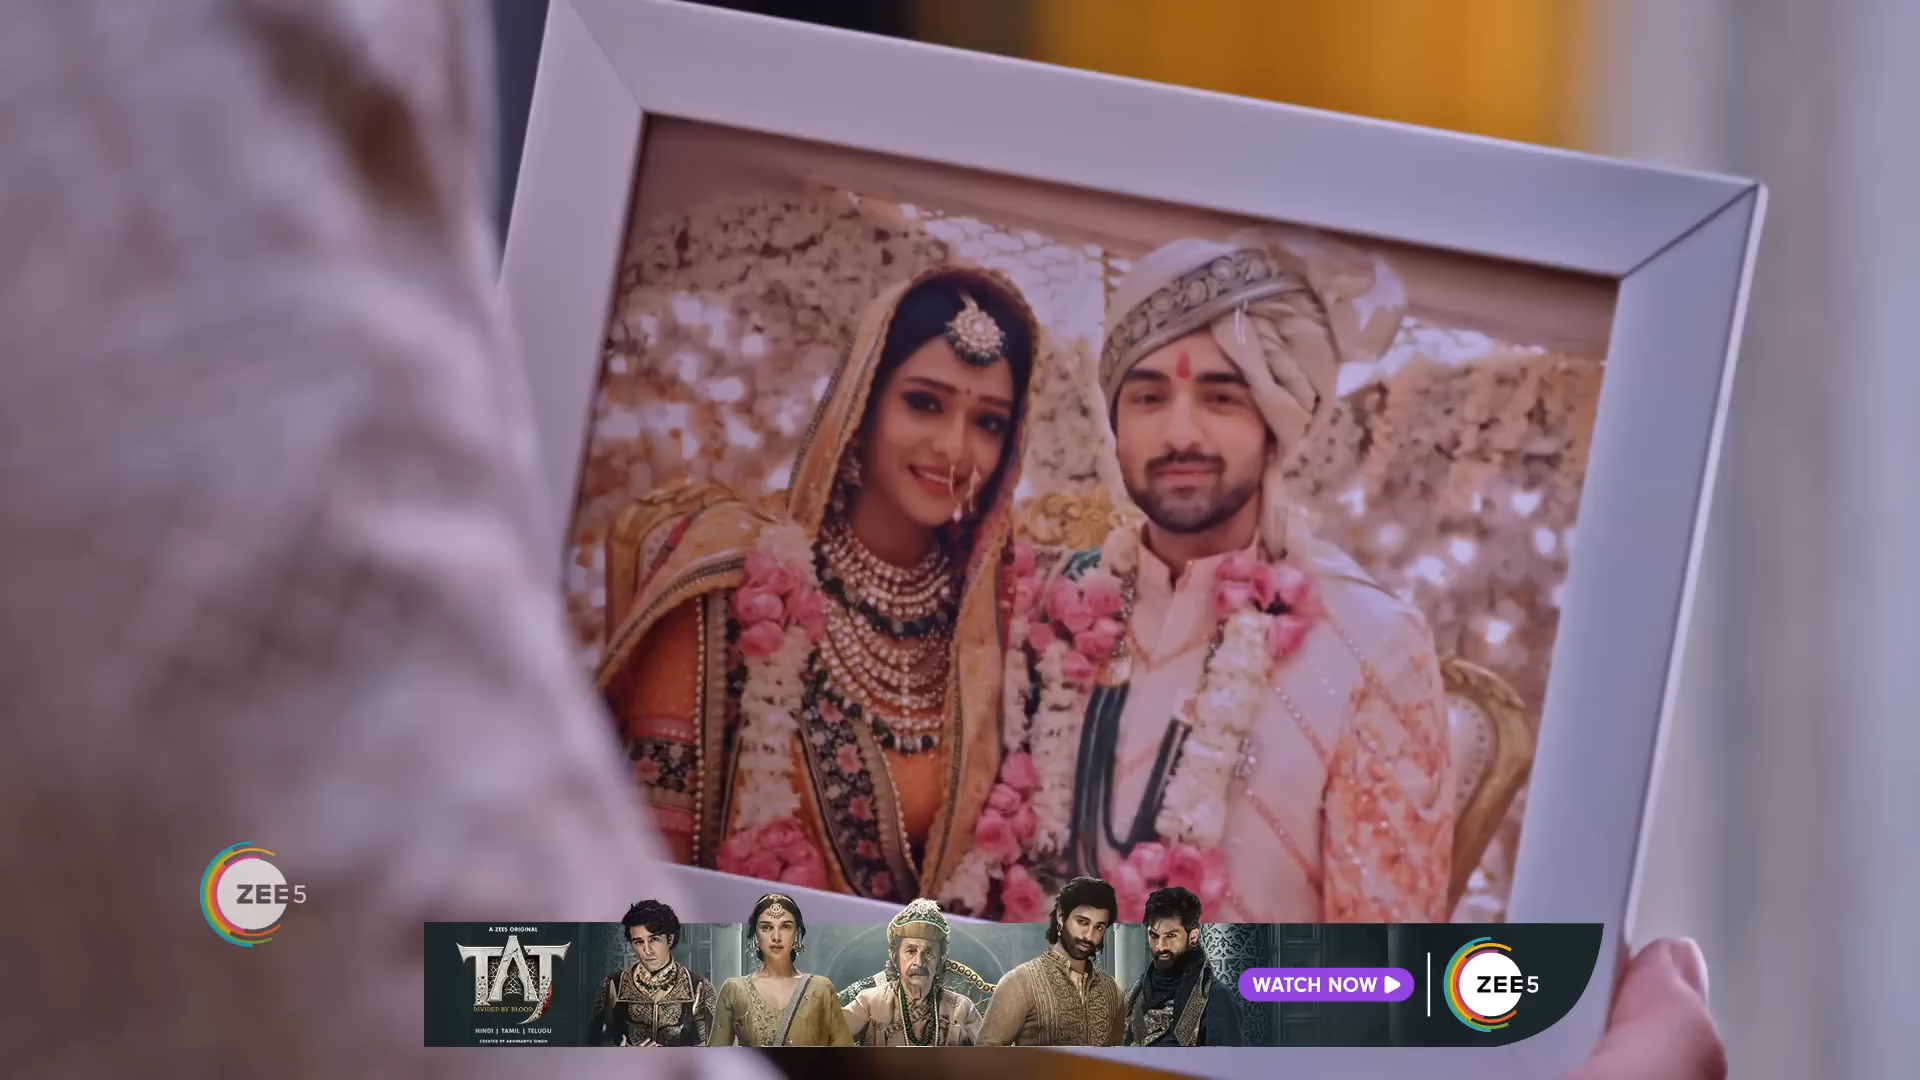 ZEE5
A ZEE5 ORIGINAL
TAJ
DIVIDED BY BLOOD
HINDI | TAMIL | TELUGU
CREATED BY ABHIMANYU SINGH
WATCH NOW
ZEE5